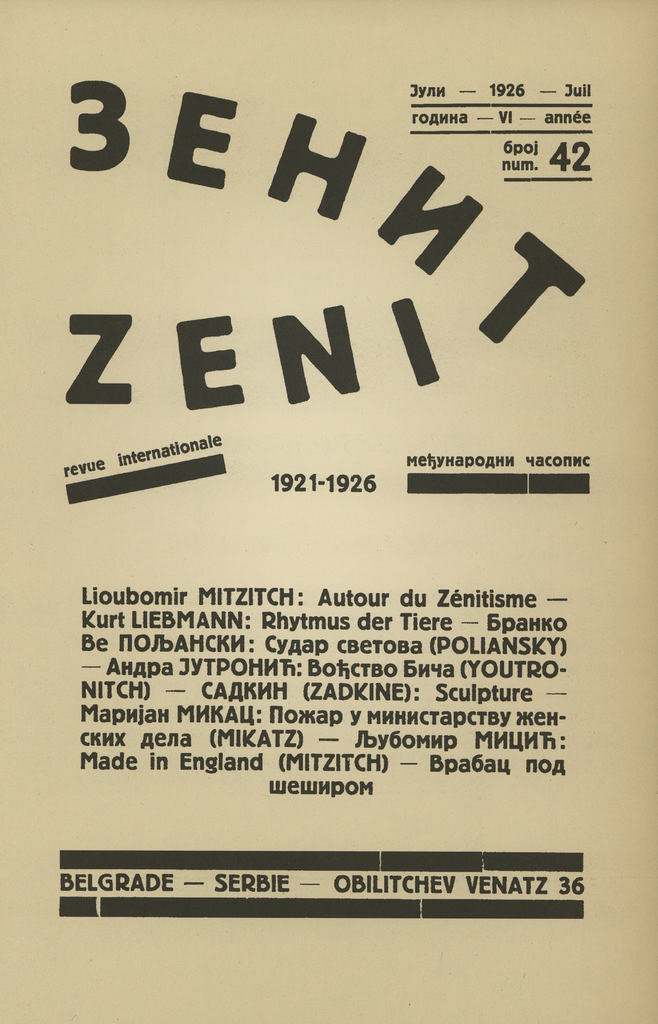 Јули — 1926 — Juil
година — VI — année
број
num. 42
ЗЕНИТ
ZENIT
revue internationale
1921-1926
међународни часопис
Lioubomir MITZITCH: Autour du Zénitisme —
Kurt LIEBMANN: Rhytmus der Tiere — Бранко
Ве ПОЉАНСКИ: Судар светова (POLIANSKY)
— Андра ЈУТРОНИЋ: Вођство Бича (YOUTRO-
NITCH) — САДКИН (ZADKINE): Sculpture —
Маријан МИКАЦ: Пожар у министарству жен-
ских дела (MIKATZ) — Љубомир МИЦИЋ:
Made in England (MITZITCH) — Врабац под
шеширом
BELGRADE — SERBIE — OBILITCHEV VENATZ 36